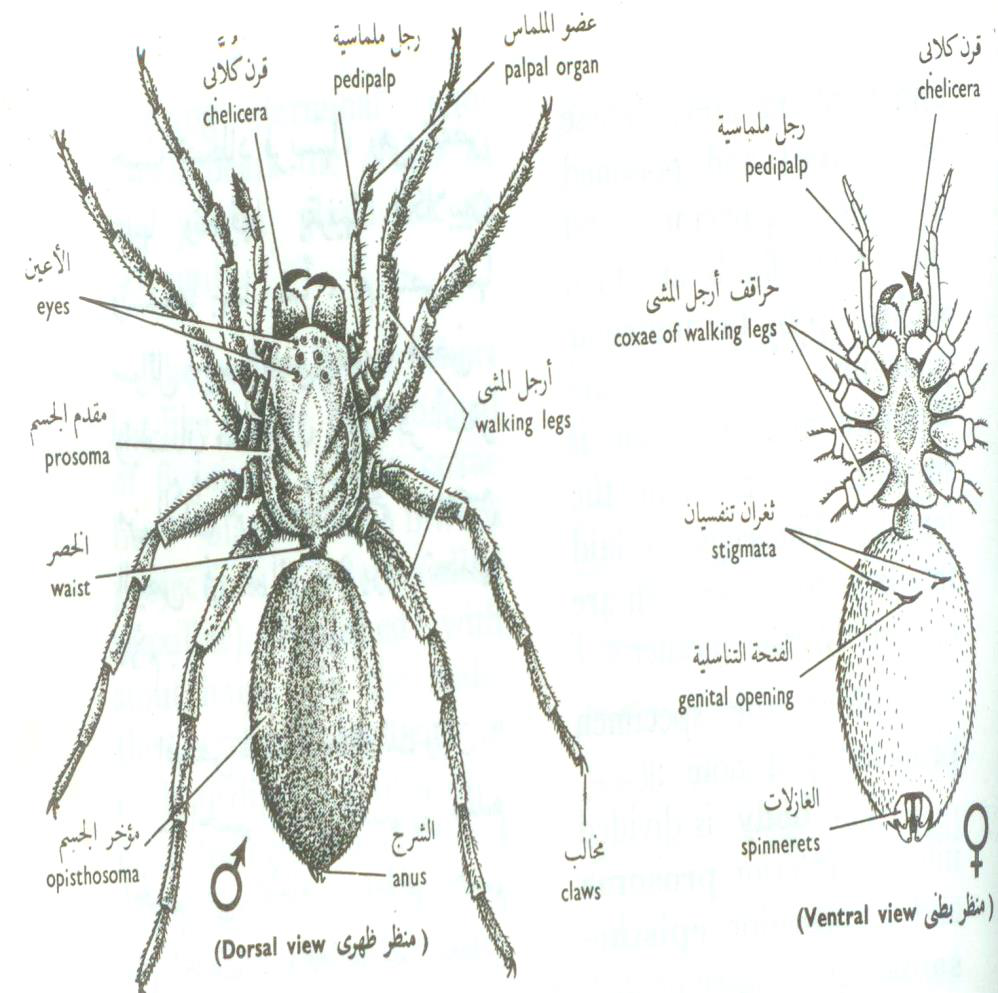 قرن كلّابى
chelicera
رجل ملماسية
pedipalp
عضو الملماس
palpal organ
الأعين
eyes
مقدم الجسم
prosoma
الخصر
waist
أرجل المشى
walking legs
مؤخر الجسم
opisthosoma
الشرج
anus
مخالب
claws
(Dorsal view منظر ظهرى)
قرن كلابى
chelicera
رجل ملماسية
pedipalp
حراقف أرجل المشى
coxae of walking legs
ثغران تنفسيان
stigmata
الفتحة التناسلية
genital opening
الغازلات
spinnerets
(Ventral view منظر بطنى)